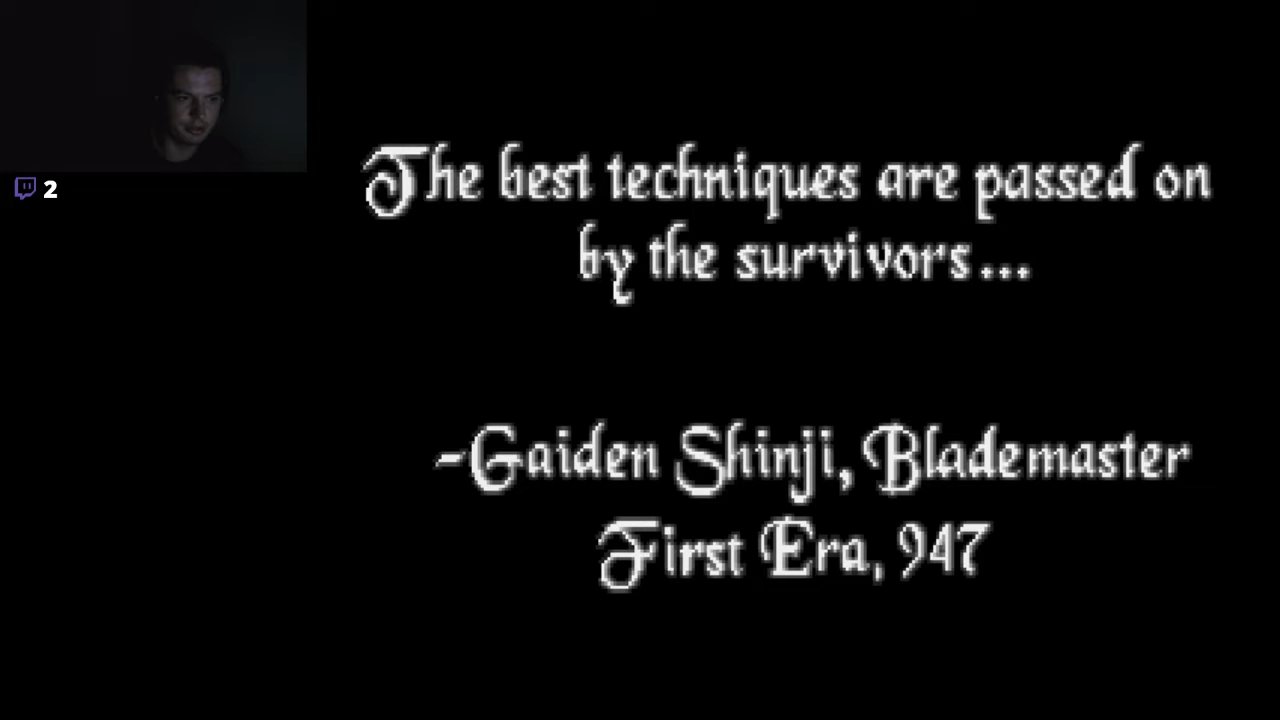 2
The best techniques are passed on
by the survivors...
-Gaiden Shinji, Blademaster
First Era, 947